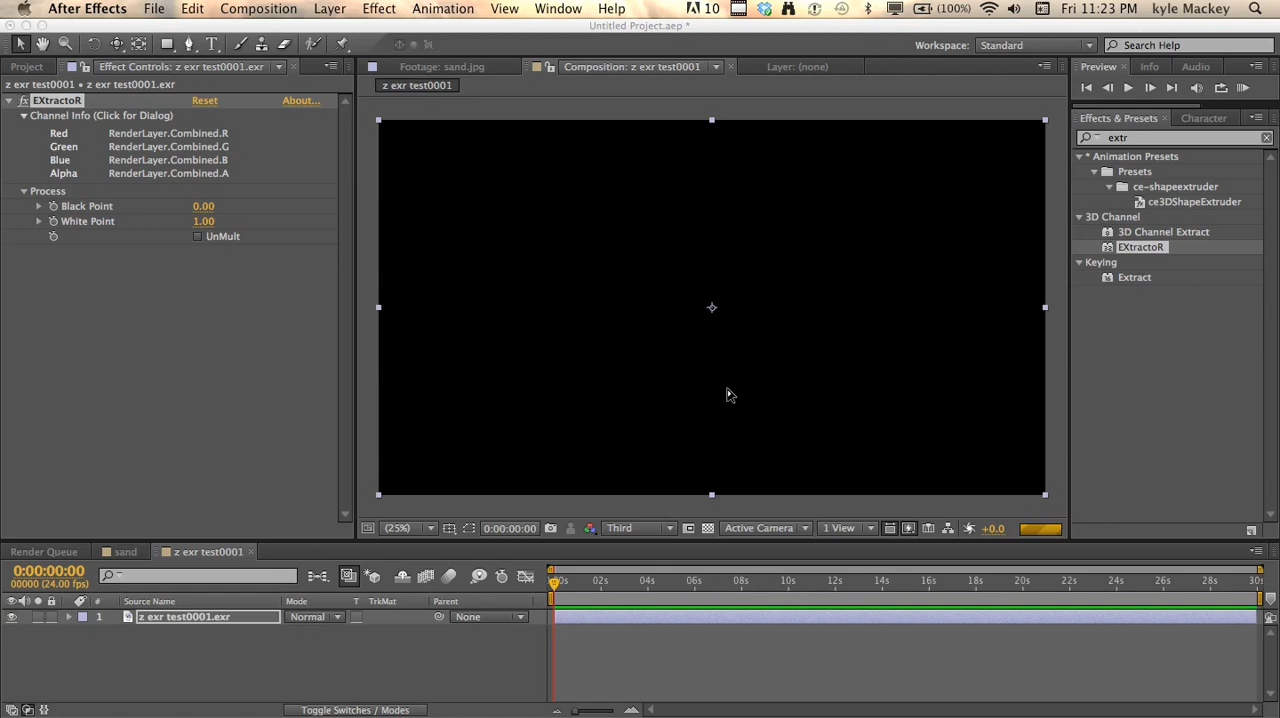 After Effects File Edit Composition Layer Effect Animation View Window Help 10 (100%) Fri 11:23 PM kyle Mackey
Untitled Project.aep *
Workspace: Standard Search Help
Project Effect Controls: z exr test0001.exr Footage: sand.jpg Composition: z exr test0001 Layer: (none) Preview Info Audio
z exr test0001 • z exr test0001.exr
z exr test0001
fx EXtractoR Reset About...
Channel Info (Click for Dialog)
Red RenderLayer.Combined.R
Green RenderLayer.Combined.G
Blue RenderLayer.Combined.B
Alpha RenderLayer.Combined.A
Process
Black Point 0.00
White Point 1.00
UnMult
Effects & Presets Character
extr
* Animation Presets
Presets
ce-shapeextruder
ce3DShapeExtruder
3D Channel
3D Channel Extract
EXtractoR
Keying
Extract
(25%) 0:00:00:00 Third Active Camera 1 View +0.0
Render Queue sand z exr test0001
0:00:00:00
00000 (24.00 fps)
02s 04s 06s 08s 10s 12s 14s 16s 18s 20s 22s 24s 26s 28s 30s
# Source Name Mode T TrkMat Parent
1 z exr test0001.exr Normal None
Toggle Switches / Modes